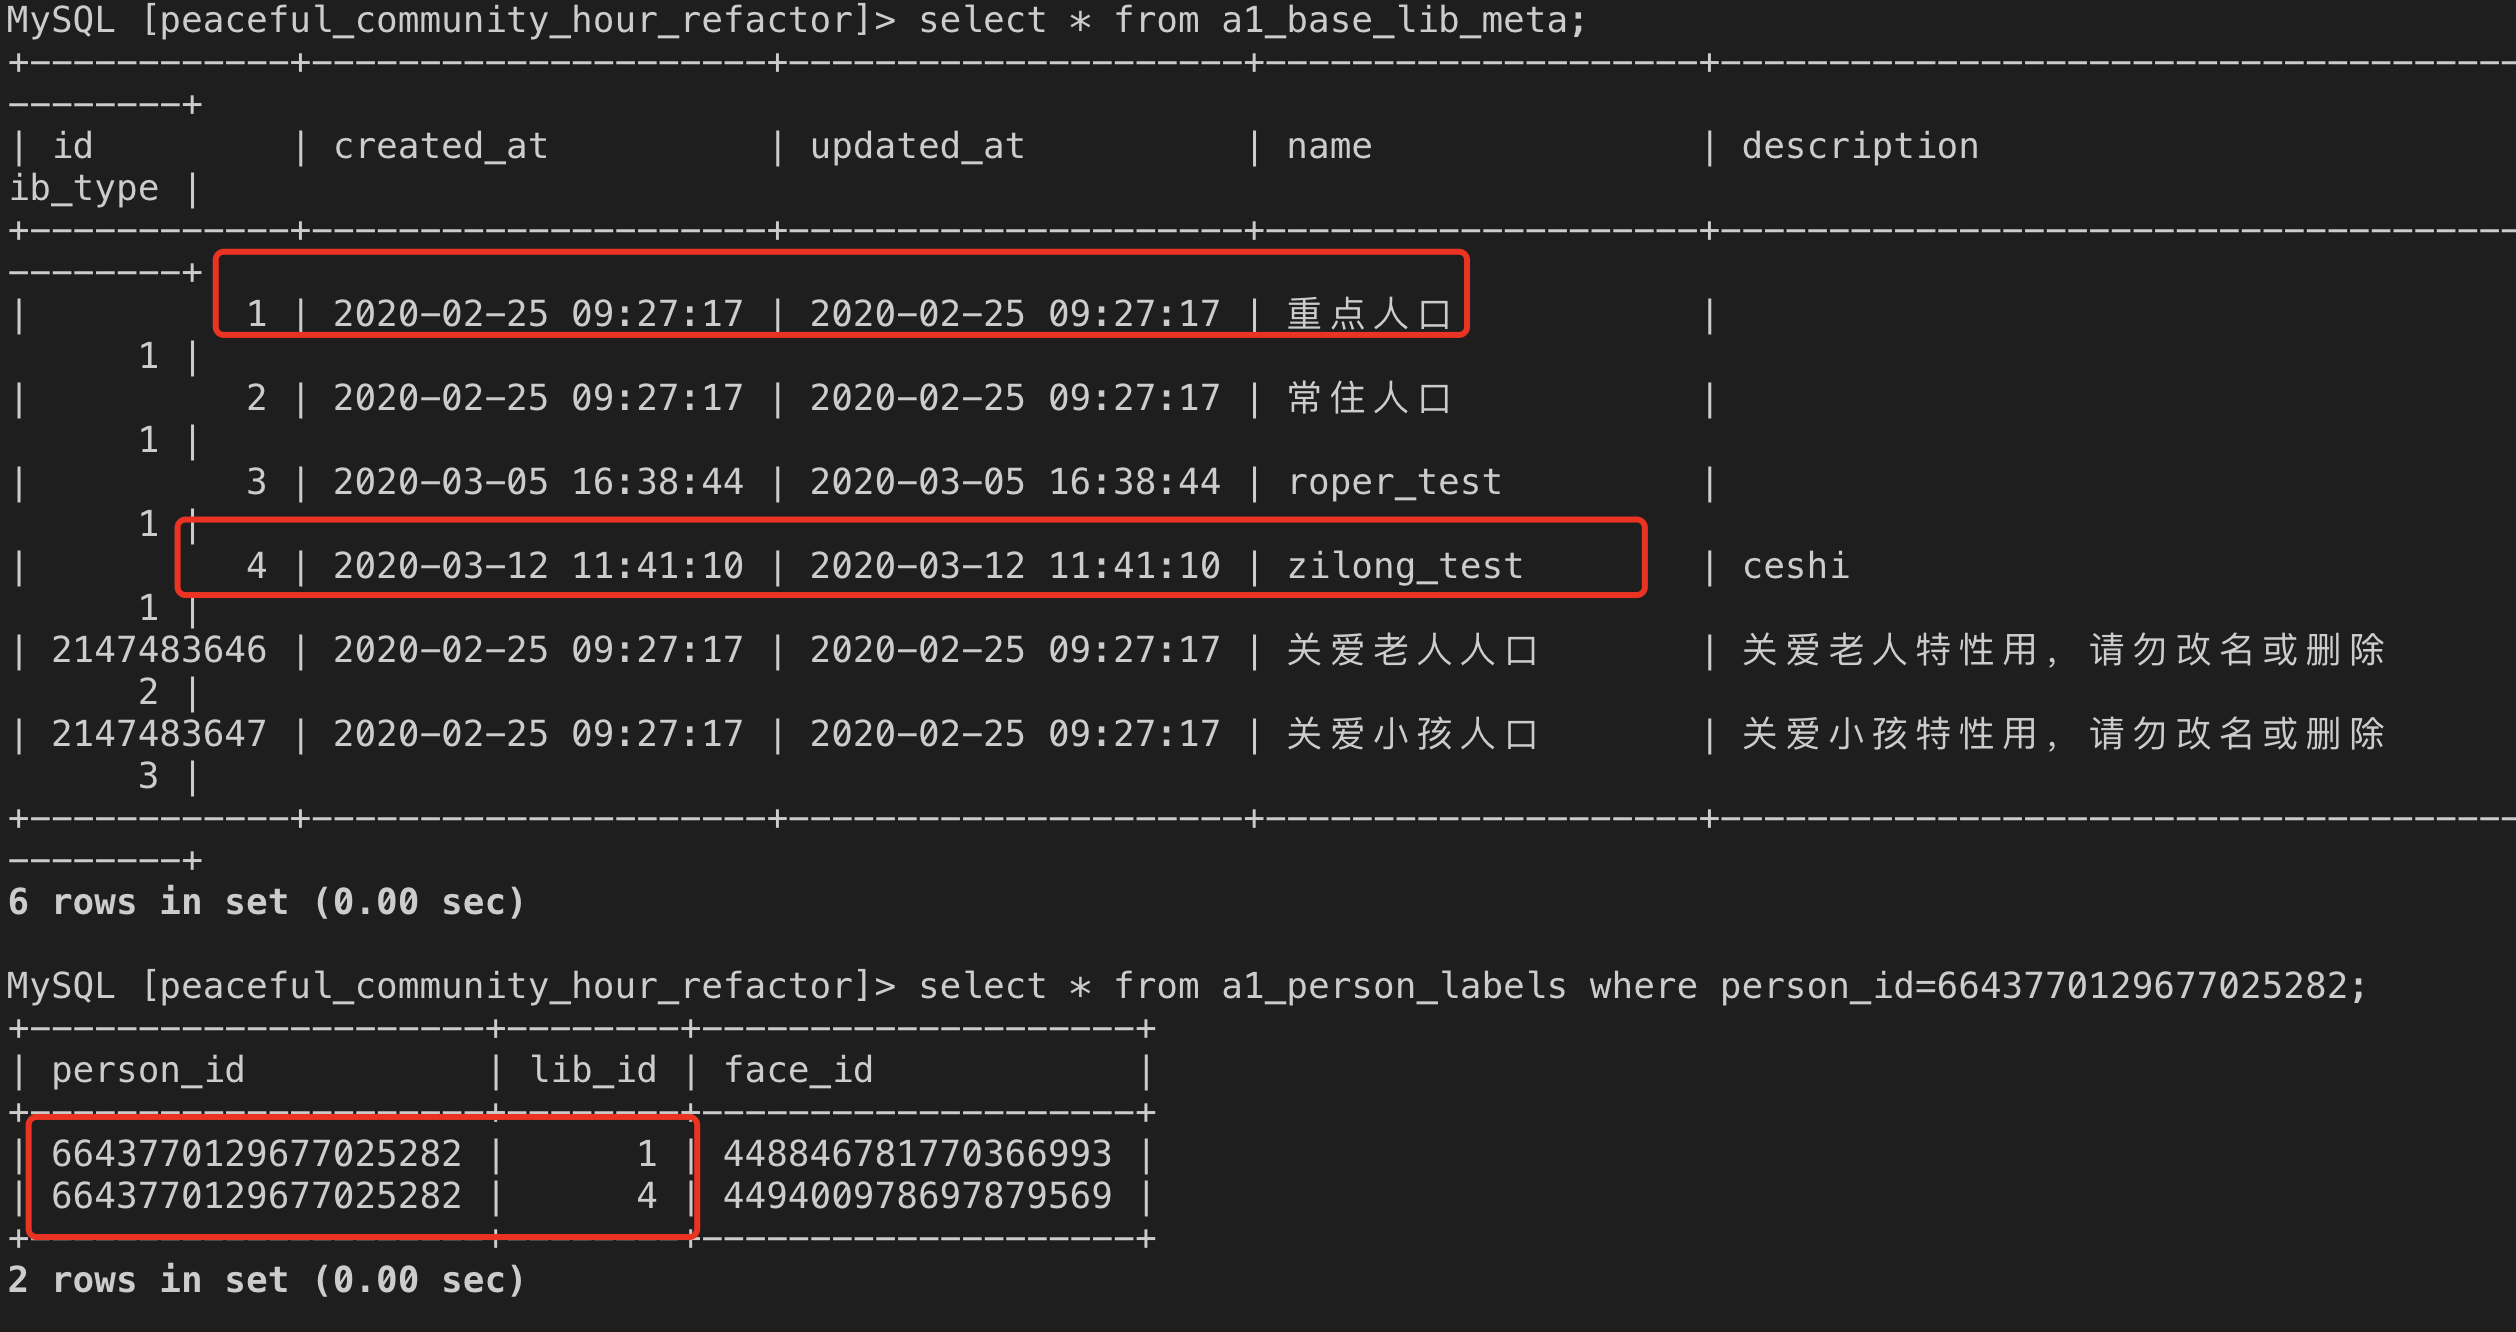 MySQL [peaceful_community_hour_refactor]> select * from a1_base_lib_meta;
+------------+---------------------+---------------------+--------------------+-------------------------------------
--------+
| id         | created_at          | updated_at          | name               | description
ib_type |
+------------+---------------------+---------------------+--------------------+-------------------------------------
--------+
|          1 | 2020-02-25 09:27:17 | 2020-02-25 09:27:17 | 重点人口           |
      1 |
|          2 | 2020-02-25 09:27:17 | 2020-02-25 09:27:17 | 常住人口           |
      1 |
|          3 | 2020-03-05 16:38:44 | 2020-03-05 16:38:44 | roper_test         |
      1 |
|          4 | 2020-03-12 11:41:10 | 2020-03-12 11:41:10 | zilong_test        | ceshi
      1 |
| 2147483646 | 2020-02-25 09:27:17 | 2020-02-25 09:27:17 | 关爱老人人口       | 关爱老人特性用，请勿改名或删除
      2 |
| 2147483647 | 2020-02-25 09:27:17 | 2020-02-25 09:27:17 | 关爱小孩人口       | 关爱小孩特性用，请勿改名或删除
      3 |
+------------+---------------------+---------------------+--------------------+-------------------------------------
--------+
6 rows in set (0.00 sec)
MySQL [peaceful_community_hour_refactor]> select * from a1_person_labels where person_id=6643770129677025282;
+---------------------+--------+--------------------+
| person_id           | lib_id | face_id            |
+---------------------+--------+--------------------+
| 6643770129677025282 |      1 | 448846781770366993 |
| 6643770129677025282 |      4 | 449400978697879569 |
+---------------------+--------+--------------------+
2 rows in set (0.00 sec)